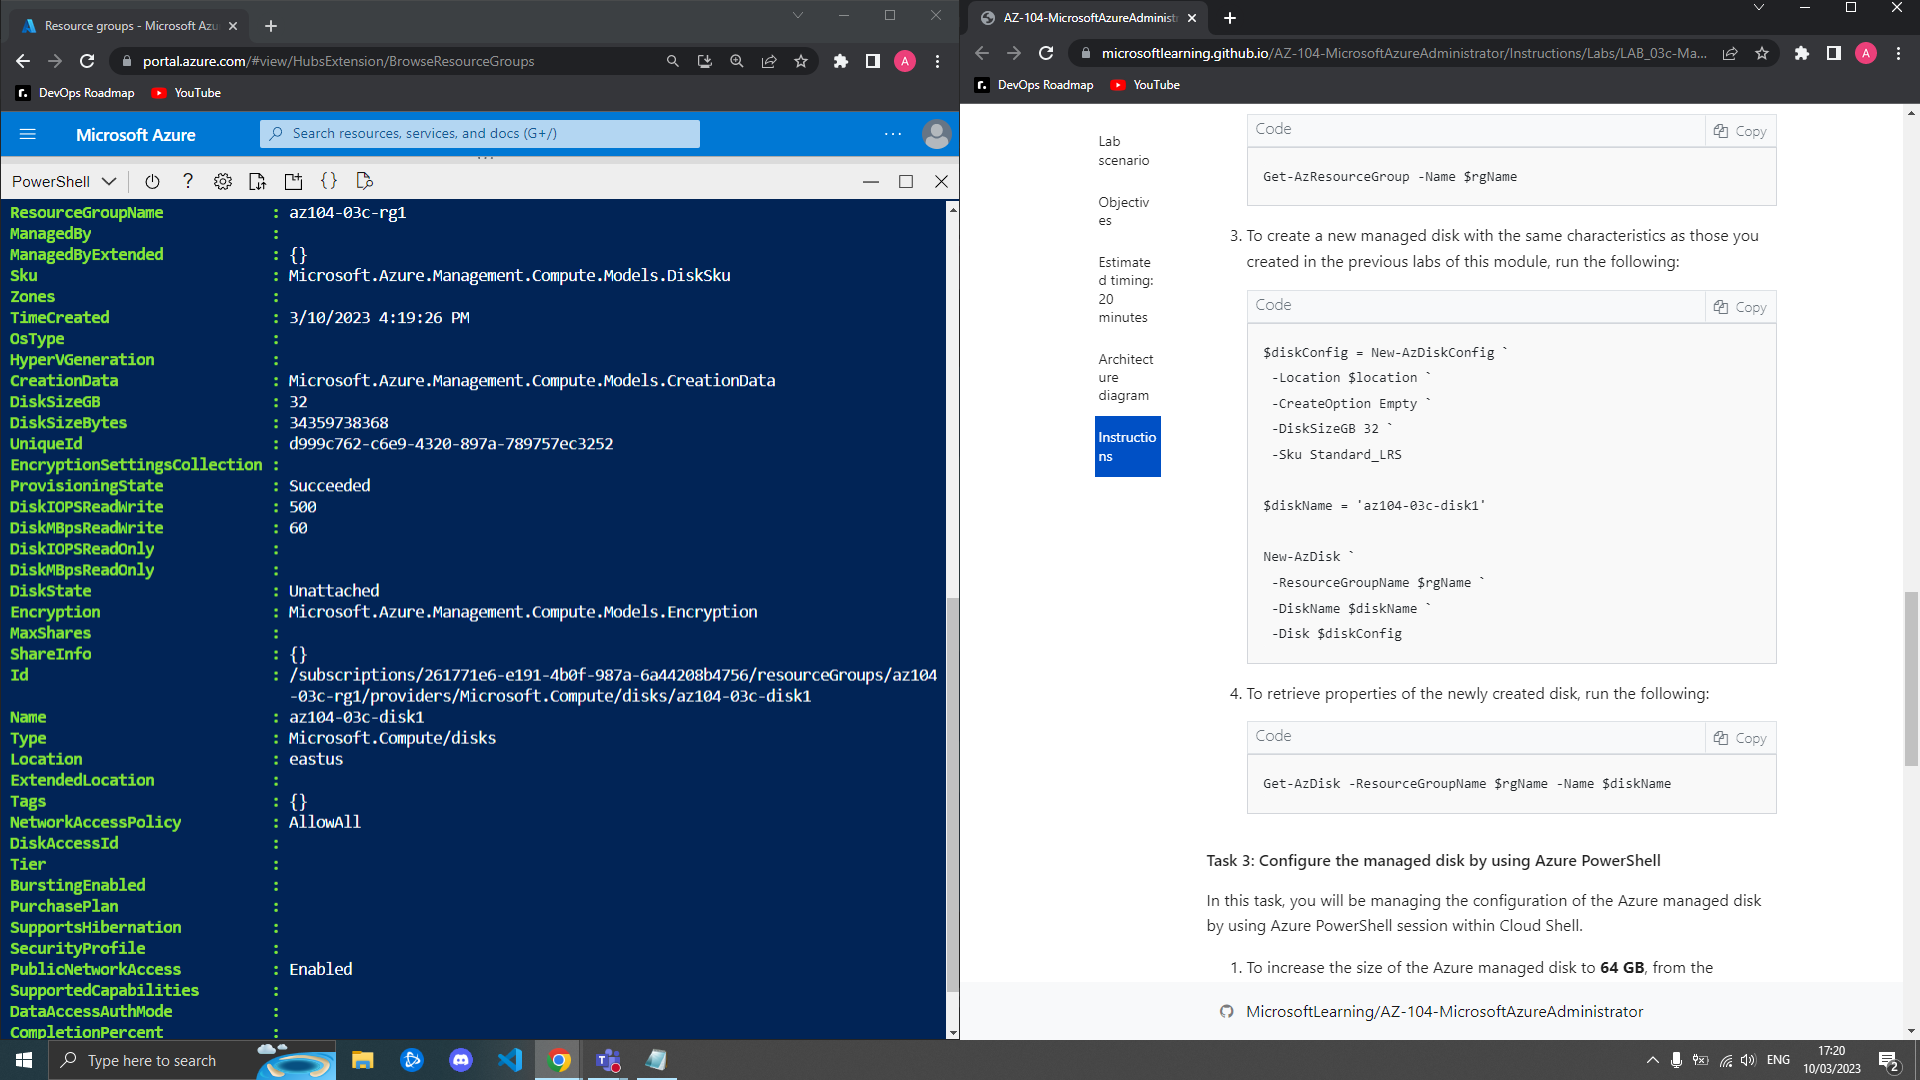 Resource groups - Microsoft Azu
portal.azure.com/#view/HubsExtension/BrowseResourceGroups
DevOps Roadmap
YouTube
Microsoft Azure
Search resources, services, and docs (G+/)
PowerShell
ResourceGroupName : az104-03c-rg1
ManagedBy :
ManagedByExtended : {}
Sku : Microsoft.Azure.Management.Compute.Models.DiskSku
Zones :
TimeCreated : 3/10/2023 4:19:26 PM
OsType :
HyperVGeneration :
CreationData : Microsoft.Azure.Management.Compute.Models.CreationData
DiskSizeGB : 32
DiskSizeBytes : 34359738368
UniqueId : d999c762-c6e9-4320-897a-789757ec3252
EncryptionSettingsCollection :
ProvisioningState : Succeeded
DiskIOPSReadWrite : 500
DiskMBpsReadWrite : 60
DiskIOPSReadOnly :
DiskMBpsReadOnly :
DiskState : Unattached
Encryption : Microsoft.Azure.Management.Compute.Models.Encryption
MaxShares :
ShareInfo : {}
Id : /subscriptions/261771e6-e191-4b0f-987a-6a44208b4756/resourceGroups/az104
-03c-rg1/providers/Microsoft.Compute/disks/az104-03c-disk1
Name : az104-03c-disk1
Type : Microsoft.Compute/disks
Location : eastus
ExtendedLocation :
Tags : {}
NetworkAccessPolicy : AllowAll
DiskAccessId :
Tier :
BurstingEnabled :
PurchasePlan :
SupportsHibernation :
SecurityProfile :
PublicNetworkAccess : Enabled
SupportedCapabilities :
DataAccessAuthMode :
CompletionPercent :
AZ-104-MicrosoftAzureAdministr
microsoftlearning.github.io/AZ-104-MicrosoftAzureAdministrator/Instructions/Labs/LAB_03c-Ma...
DevOps Roadmap
YouTube
Lab
scenario
Objectiv
es
Estimate
d timing:
20
minutes
Architect
ure
diagram
Instructio
ns
Code
Copy
Get-AzResourceGroup -Name $rgName
3. To create a new managed disk with the same characteristics as those you
created in the previous labs of this module, run the following:
Code
Copy
$diskConfig = New-AzDiskConfig `
-Location $location `
-CreateOption Empty `
-DiskSizeGB 32 `
-Sku Standard_LRS
$diskName = 'az104-03c-disk1'
New-AzDisk `
-ResourceGroupName $rgName `
-DiskName $diskName `
-Disk $diskConfig
4. To retrieve properties of the newly created disk, run the following:
Code
Copy
Get-AzDisk -ResourceGroupName $rgName -Name $diskName
Task 3: Configure the managed disk by using Azure PowerShell
In this task, you will be managing the configuration of the Azure managed disk
by using Azure PowerShell session within Cloud Shell.
1. To increase the size of the Azure managed disk to 64 GB, from the
MicrosoftLearning/AZ-104-MicrosoftAzureAdministrator
Type here to search
ENG
17:20
10/03/2023
2